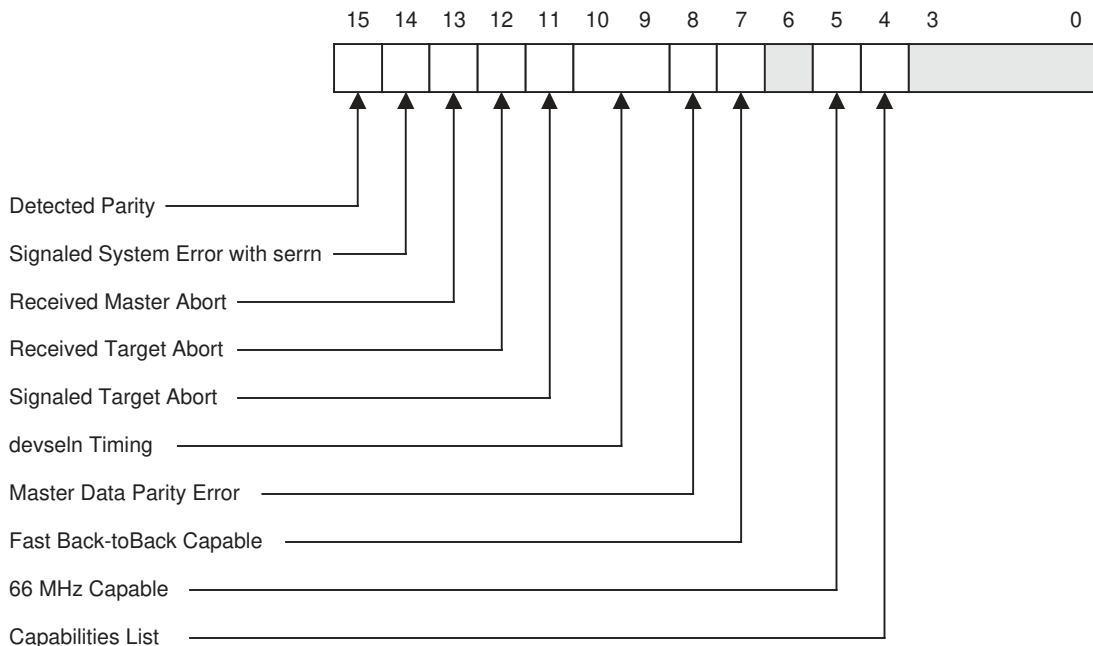 15 14 13 12 11 10 9 8 7 6 5 4 3 0
Detected Parity
Signaled System Error with serrn
Received Master Abort
Received Target Abort
Signaled Target Abort
devseln Timing
Master Data Parity Error
Fast Back-toBack Capable
66 MHz Capable
Capabilities List